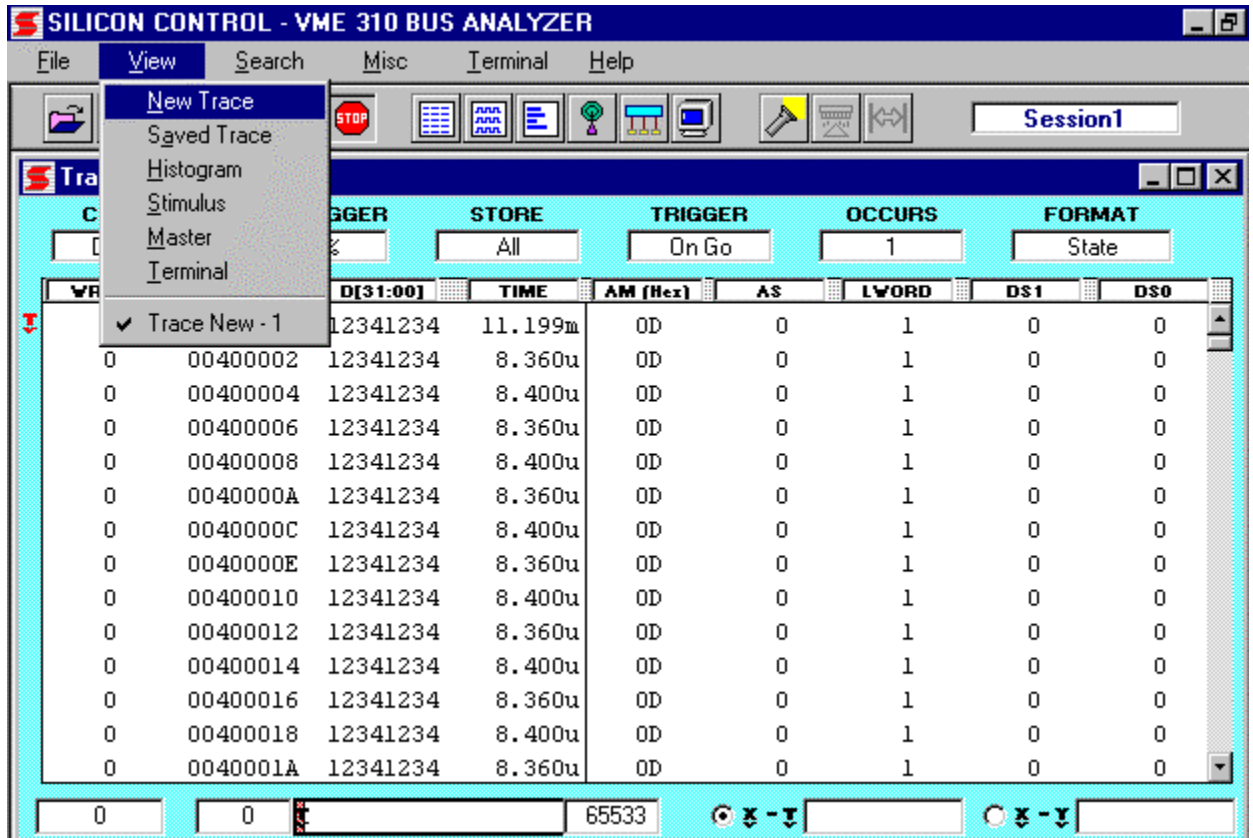 SILICON CONTROL - VME 310 BUS ANALYZER
File View Search Misc Terminal Help
New Trace
Saved Trace
Histogram
Stimulus
Master
Terminal
✔ Trace New - 1
STOP
Session1
Tra
C GGER STORE TRIGGER OCCURS FORMAT
% All On Go 1 State
WR D[31:00] TIME AM (Hex) AS LWORD DS1 DS0
T 12341234 11.199m 0D 0 1 0 0
0 00400002 12341234 8.360u 0D 0 1 0 0
0 00400004 12341234 8.400u 0D 0 1 0 0
0 00400006 12341234 8.360u 0D 0 1 0 0
0 00400008 12341234 8.400u 0D 0 1 0 0
0 0040000A 12341234 8.360u 0D 0 1 0 0
0 0040000C 12341234 8.400u 0D 0 1 0 0
0 0040000E 12341234 8.360u 0D 0 1 0 0
0 00400010 12341234 8.400u 0D 0 1 0 0
0 00400012 12341234 8.360u 0D 0 1 0 0
0 00400014 12341234 8.400u 0D 0 1 0 0
0 00400016 12341234 8.360u 0D 0 1 0 0
0 00400018 12341234 8.400u 0D 0 1 0 0
0 0040001A 12341234 8.360u 0D 0 1 0 0
0 0 T 65533 X - T X - Y